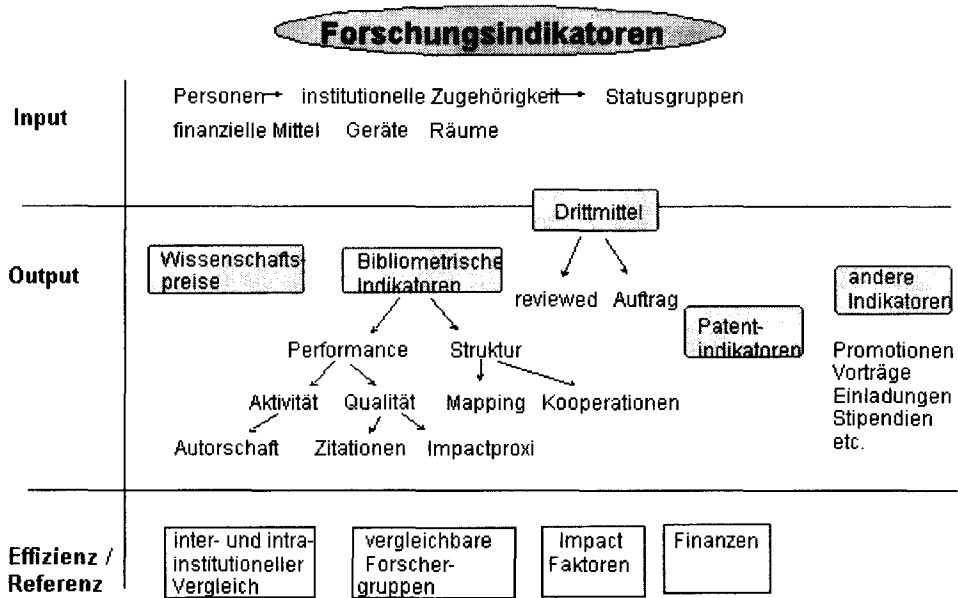 Forschungsindikatoren
Input
Personen institutionelle Zugehörigkeit Statusgruppen
finanzielle Mittel Geräte Räume
Output
Drittmittel
reviewed Auftrag
Wissenschafts-
preise
Bibliometrische
Indikatoren
Performance Struktur
Aktivität Qualität Mapping Kooperationen
Autorschaft Zitationen Impactproxi
Patent-
indikatoren
andere
Indikatoren
Promotionen
Vorträge
Einladungen
Stipendien
etc.
Effizienz /
Referenz
inter- und intra-
institutioneller
Vergleich
vergleichbare
Forscher-
gruppen
Impact
Faktoren
Finanzen